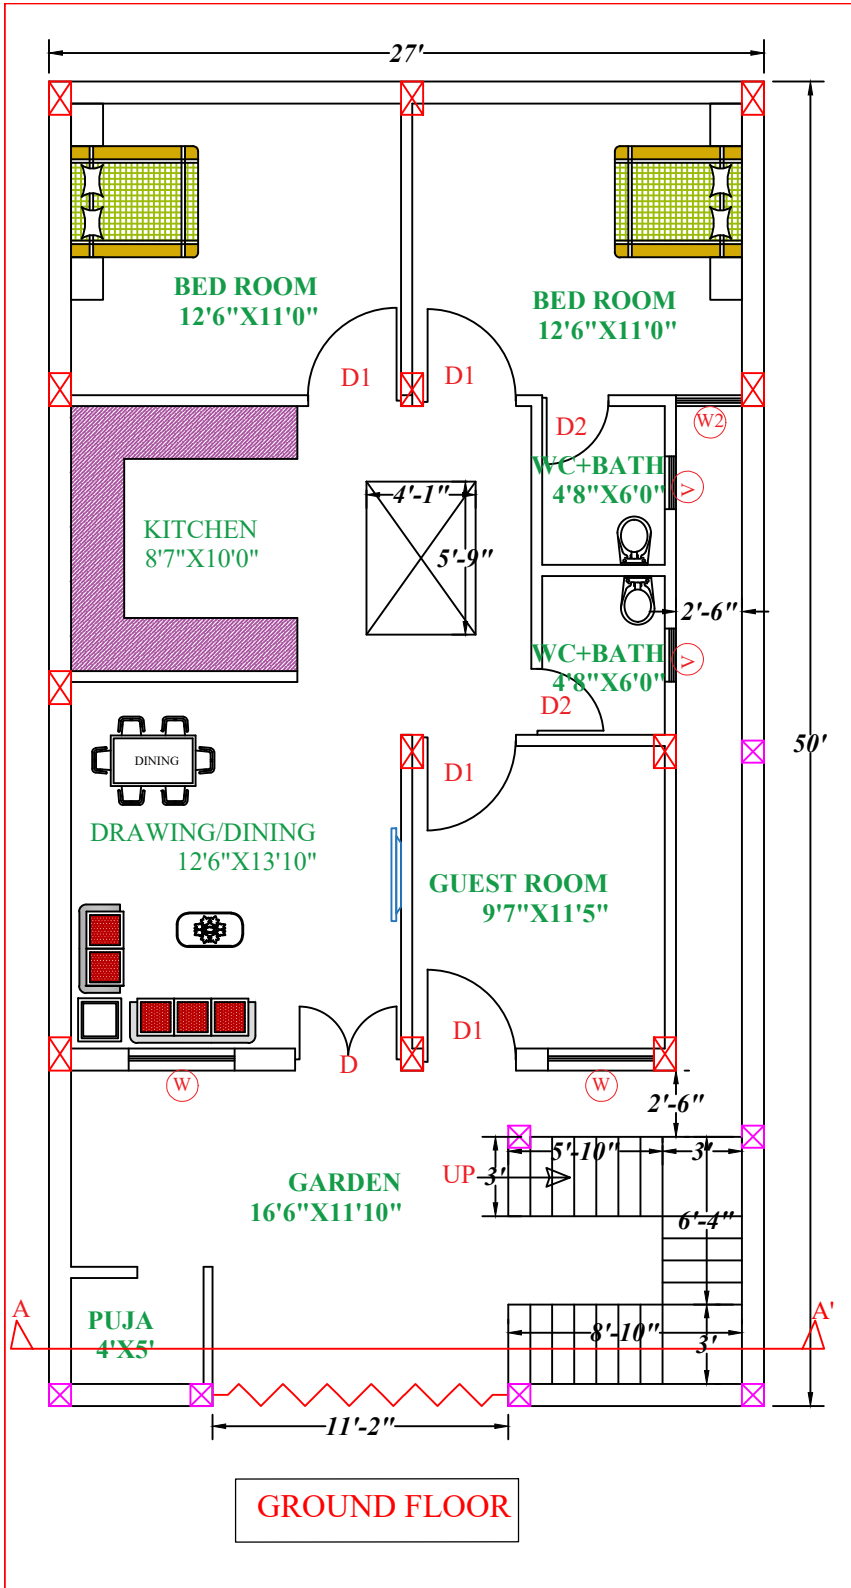 27'
BED ROOM
12'6"X11'0"
BED ROOM
12'6"X11'0"
D1
D1
D2
W2
WC+BATH
4'8"X6'0"
V
4'-1"
5'-9"
KITCHEN
8'7"X10'0"
2'-6"
WC+BATH
4'8"X6'0"
V
D2
50'
DINING
D1
DRAWING/DINING
12'6"X13'10"
GUEST ROOM
9'7"X11'5"
D1
D
W
W
2'-6"
5'-10"
3'
UP
3'
GARDEN
16'6"X11'10"
6'-4"
A
A'
PUJA
4'X5'
8'-10"
3'
11'-2"
GROUND FLOOR